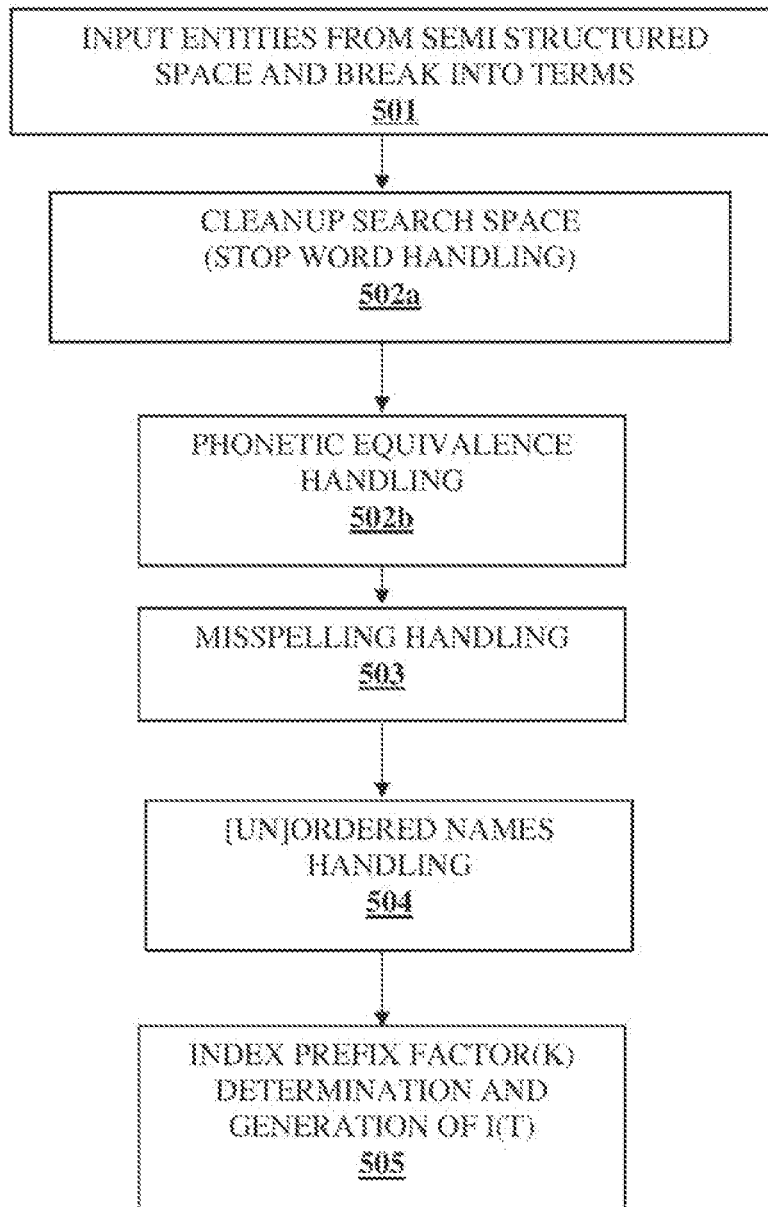 INPUT ENTITIES FROM SEMI STRUCTURED
SPACE AND BREAK INTO TERMS
501
CLEANUP SEARCH SPACE
(STOP WORD HANDLING)
502a
PHONETIC EQUIVALENCE
HANDLING
502b
MISSPELLING HANDLING
503
[UN]ORDERED NAMES
HANDLING
504
INDEX PREFIX FACTOR(K)
DETERMINATION AND
GENERATION OF I(T)
505